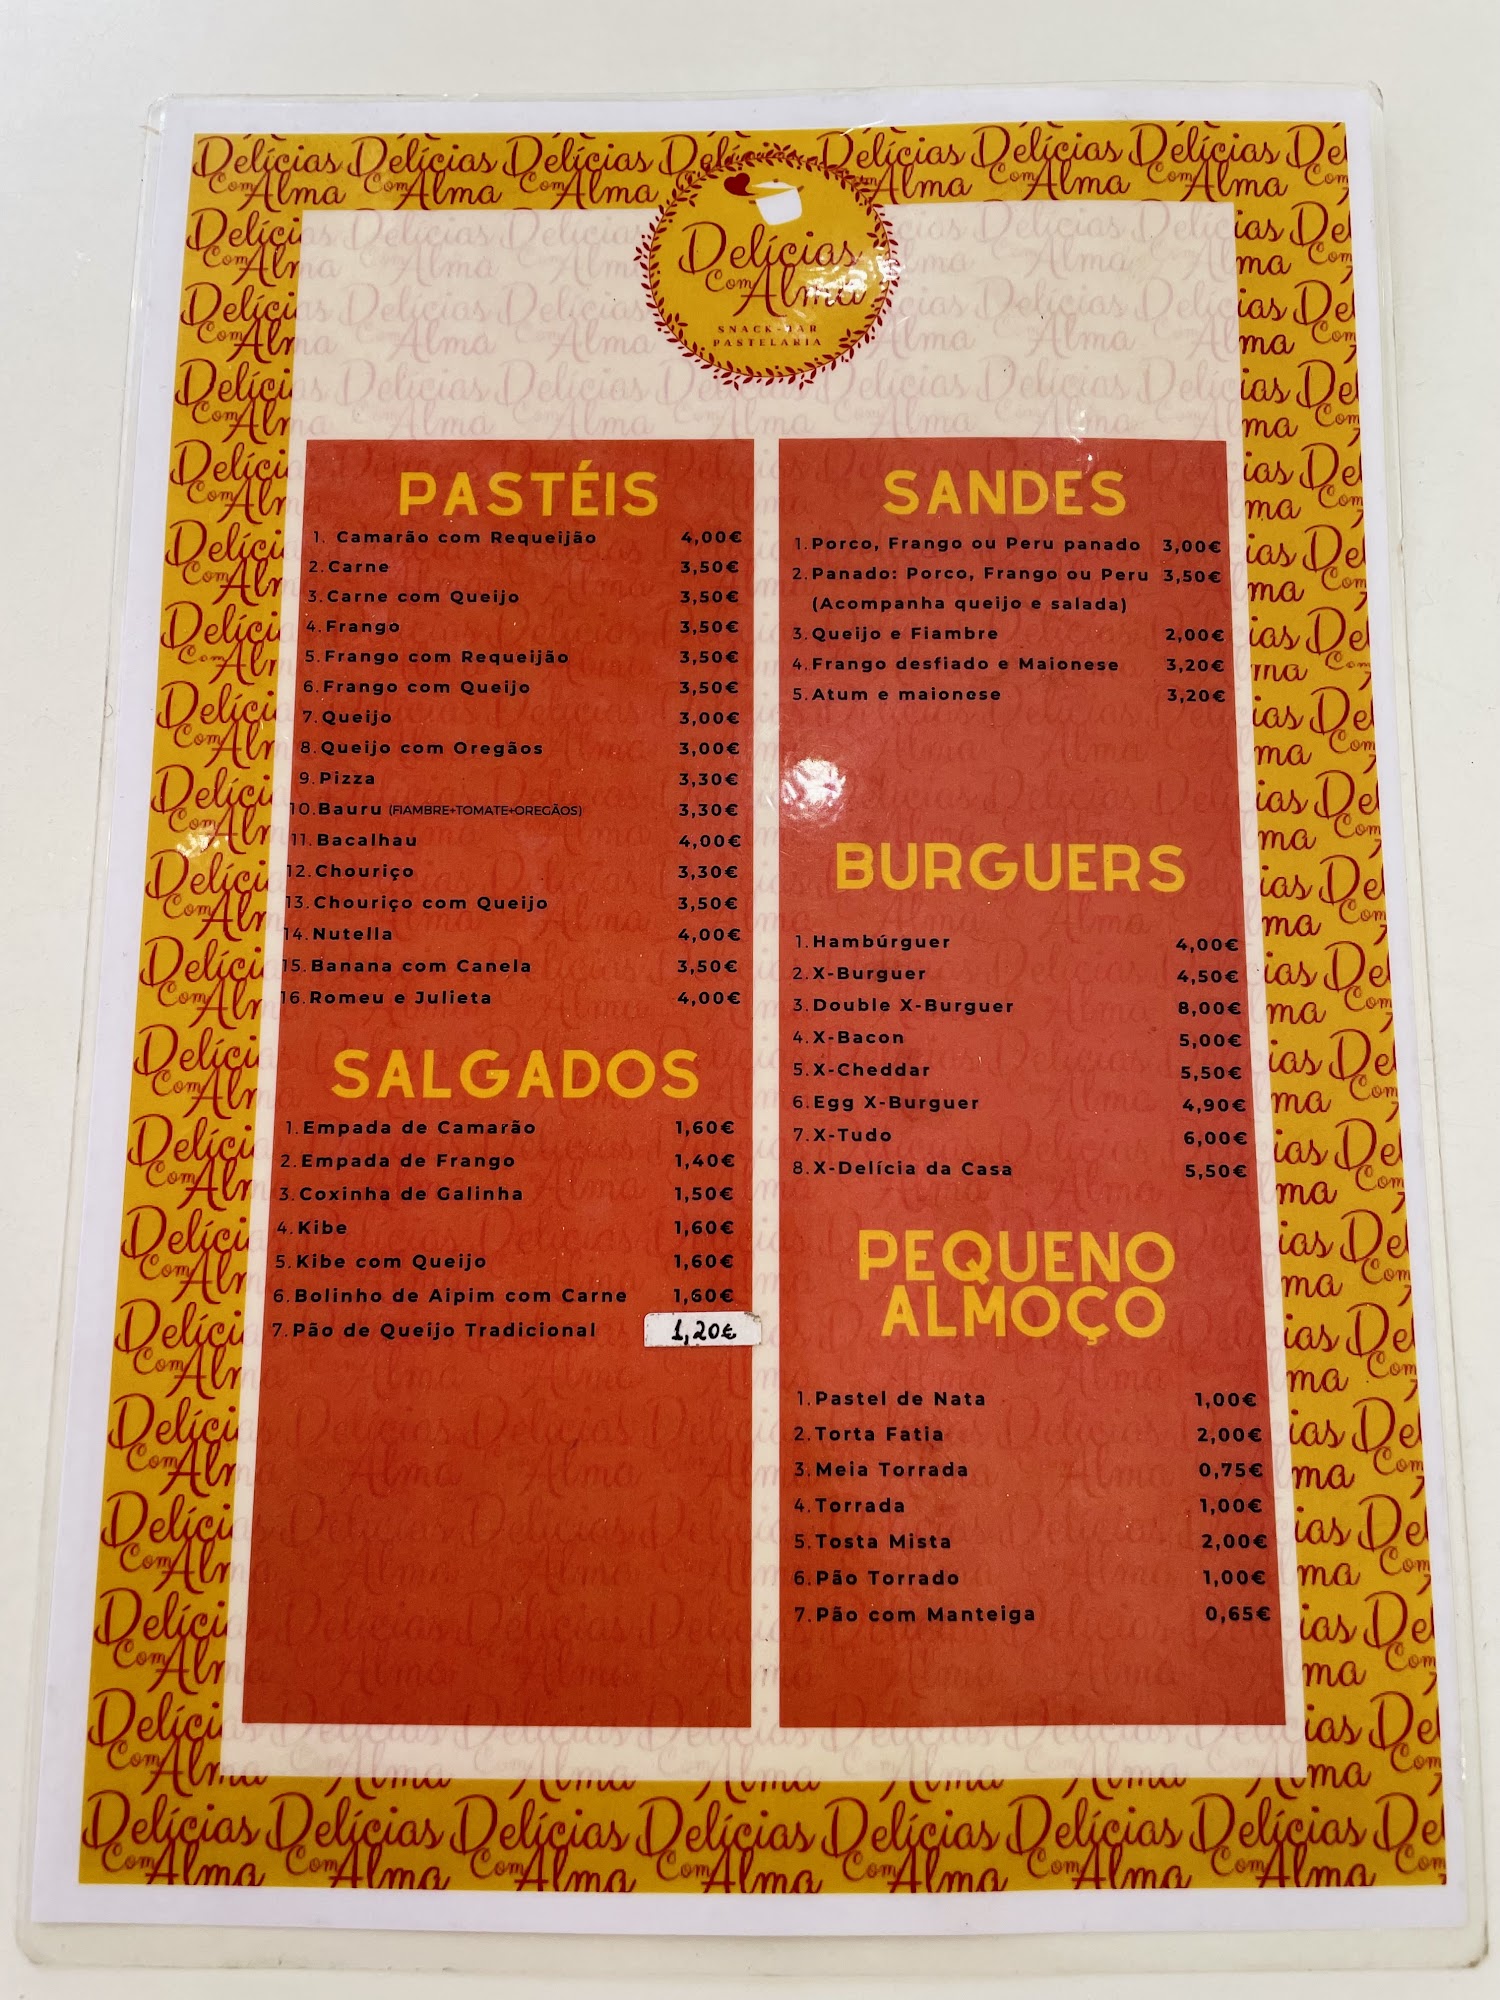 Delícias
Com Alma
SNACK-BAR
PASTELARIA
PASTÉIS
1. Camarão com Requeijão 4,00€
2. Carne 3,50€
3. Carne com Queijo 3,50€
4. Frango 3,50€
5. Frango com Requeijão 3,50€
6. Frango com Queijo 3,50€
7. Queijo 3,00€
8. Queijo com Oregãos 3,00€
9. Pizza 3,30€
10. Bauru (FIAMBRE+TOMATE+OREGÃOS) 3,30€
11. Bacalhau 4,00€
12. Chouriço 3,30€
13. Chouriço com Queijo 3,50€
14. Nutella 4,00€
15. Banana com Canela 3,50€
16. Romeu e Julieta 4,00€
SALGADOS
1. Empada de Camarão 1,60€
2. Empada de Frango 1,40€
3. Coxinha de Galinha 1,50€
4. Kibe 1,60€
5. Kibe com Queijo 1,60€
6. Bolinho de Aipim com Carne 1,60€
7. Pão de Queijo Tradicional 1,20€
SANDES
1. Porco, Frango ou Peru panado 3,00€
2. Panado: Porco, Frango ou Peru 3,50€
(Acompanha queijo e salada)
3. Queijo e Fiambre 2,00€
4. Frango desfiado e Maionese 3,20€
5. Atum e maionese 3,20€
BURGUERS
1. Hambúrguer 4,00€
2. X-Burguer 4,50€
3. Double X-Burguer 8,00€
4. X-Bacon 5,00€
5. X-Cheddar 5,50€
6. Egg X-Burguer 4,90€
7. X-Tudo 6,00€
8. X-Delícia da Casa 5,50€
PEQUENO
ALMOÇO
1. Pastel de Nata 1,00€
2. Torta Fatia 2,00€
3. Meia Torrada 0,75€
4. Torrada 1,00€
5. Tosta Mista 2,00€
6. Pão Torrado 1,00€
7. Pão com Manteiga 0,65€